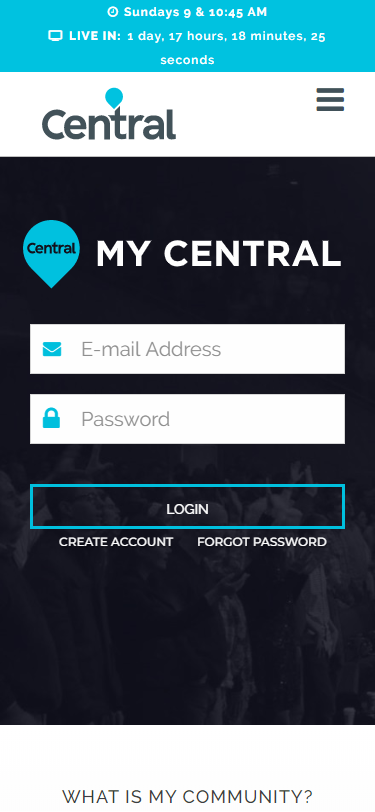 Sundays 9 & 10:45 AM
LIVE IN: 1 day, 17 hours, 18 minutes, 25
seconds
Central
Central MY CENTRAL
E-mail Address
Password
LOGIN
CREATE ACCOUNT FORGOT PASSWORD
WHAT IS MY COMMUNITY?